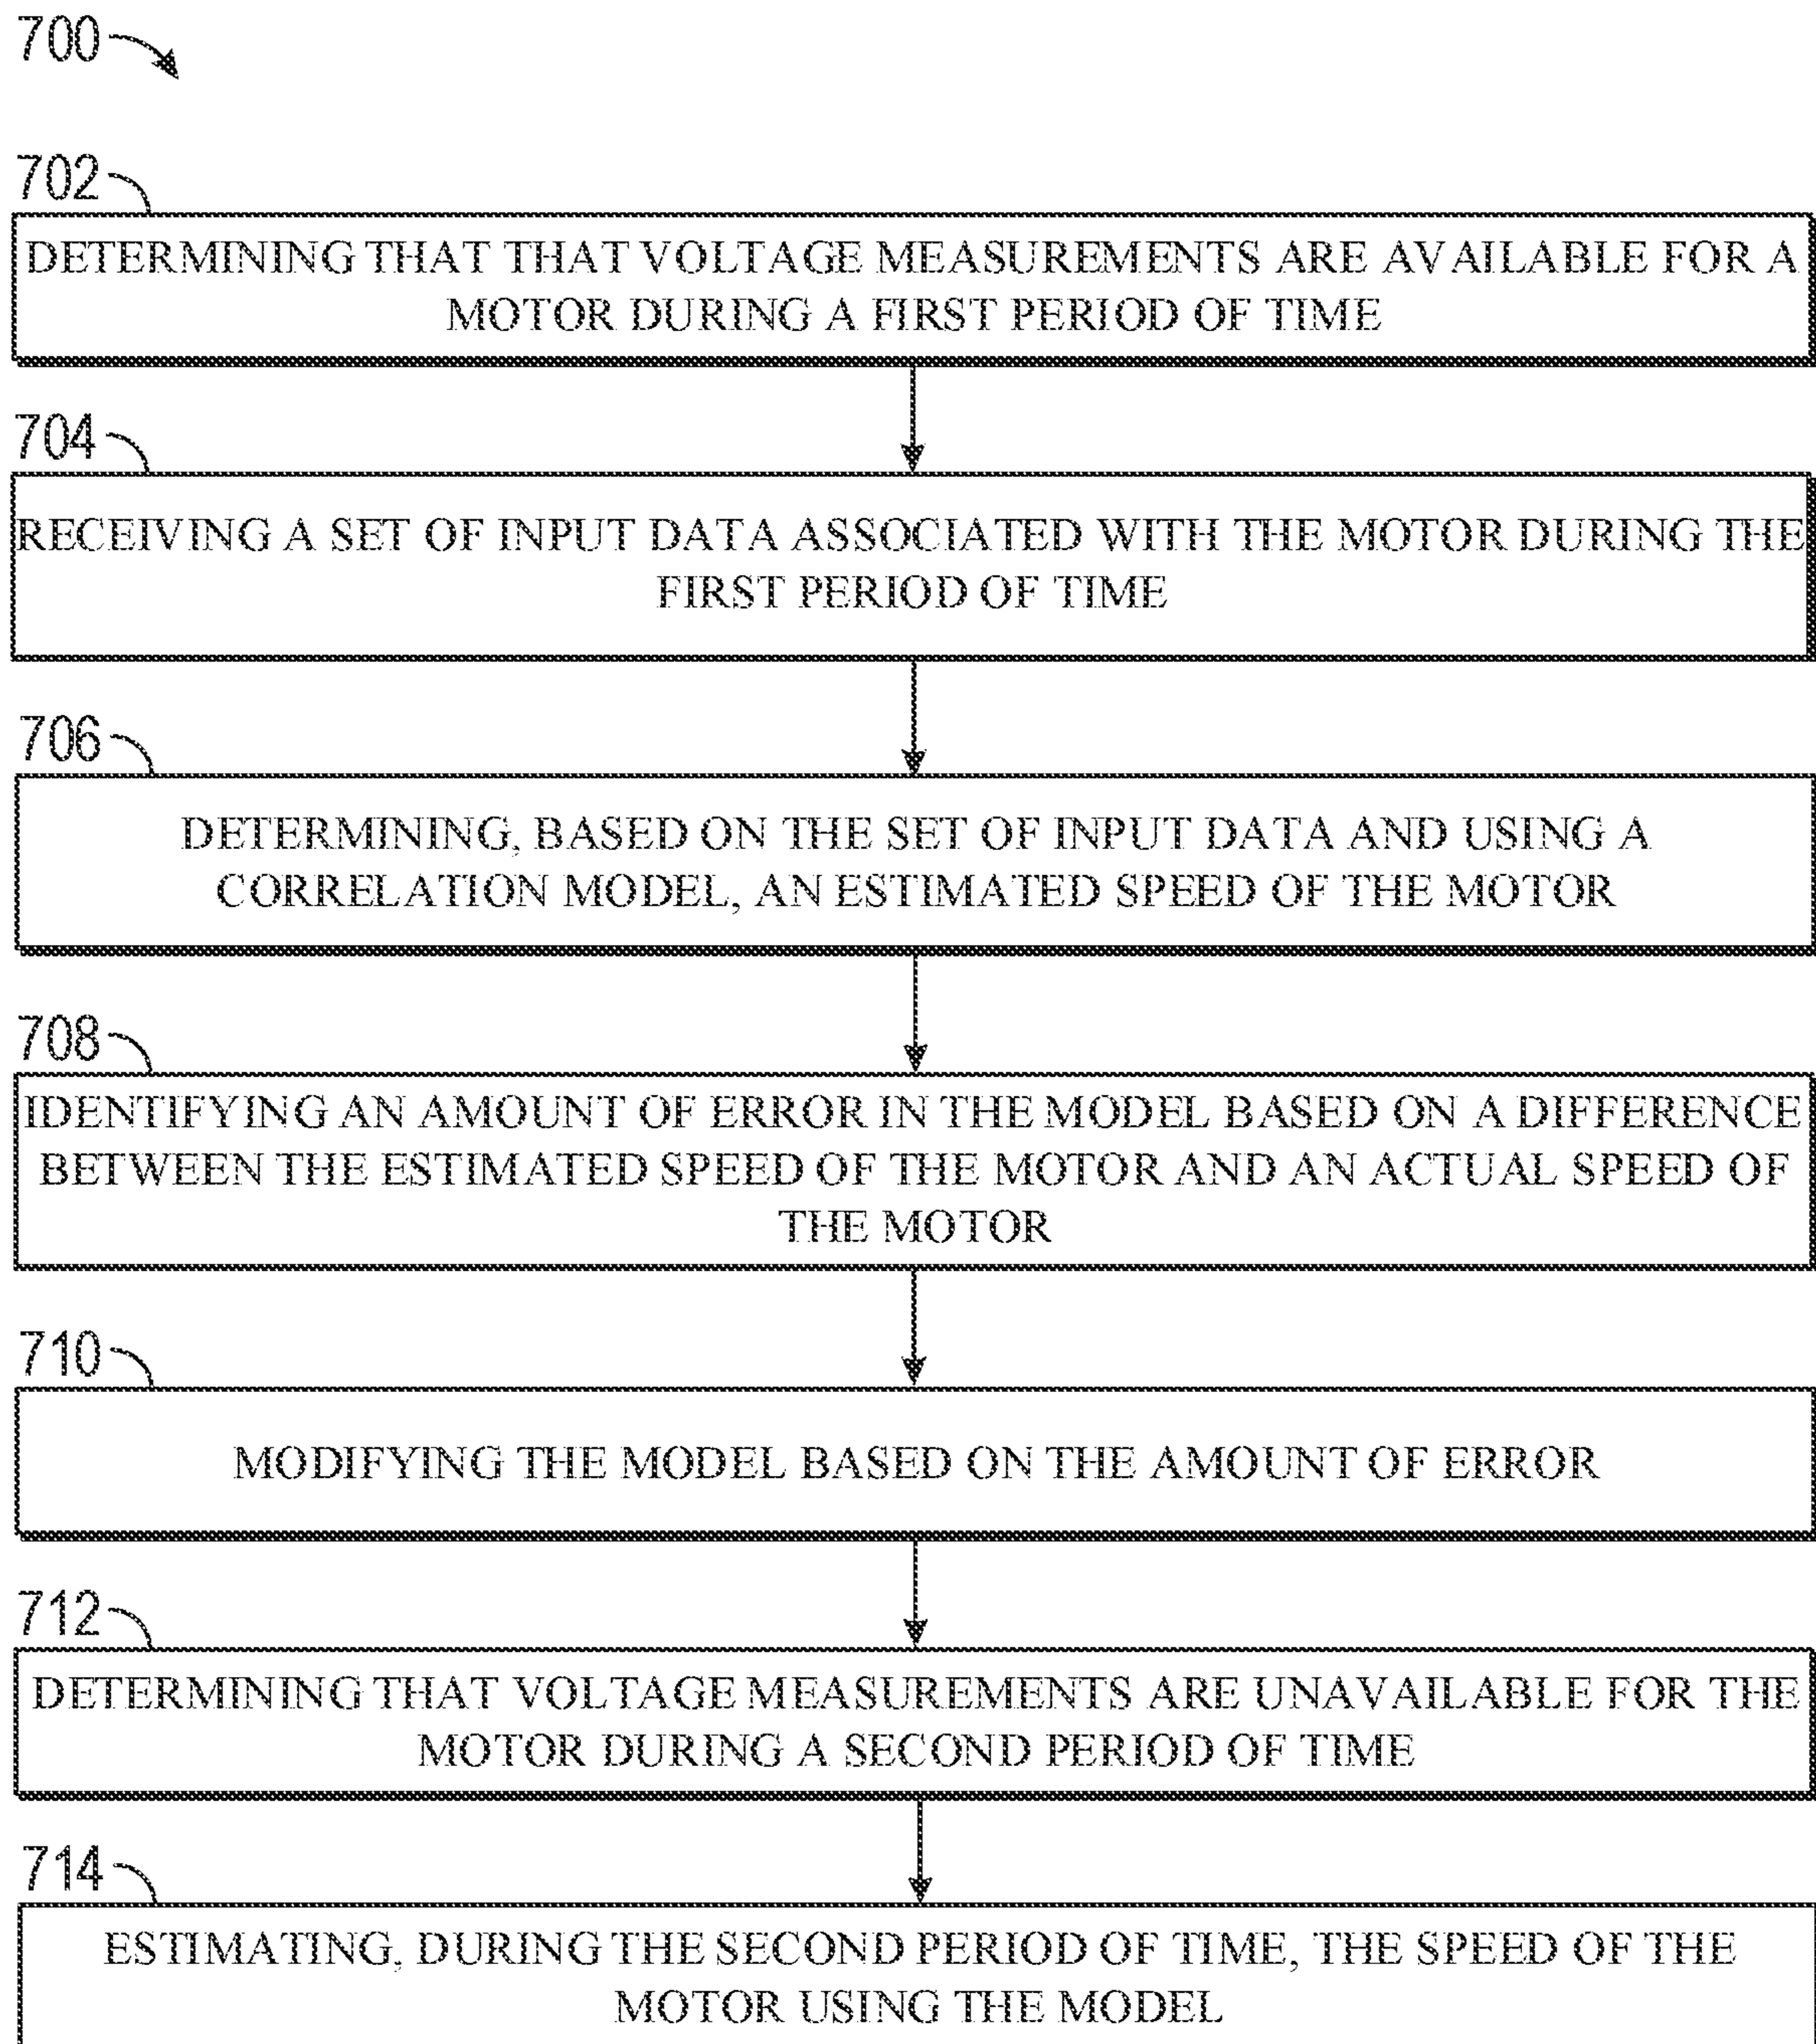 700
702
DETERMINING THAT THAT VOLTAGE MEASUREMENTS ARE AVAILABLE FOR A
MOTOR DURING A FIRST PERIOD OF TIME
704
RECEIVING A SET OF INPUT DATA ASSOCIATED WITH THE MOTOR DURING THE
FIRST PERIOD OF TIME
706
DETERMINING, BASED ON THE SET OF INPUT DATA AND USING A
CORRELATION MODEL, AN ESTIMATED SPEED OF THE MOTOR
708
IDENTIFYING AN AMOUNT OF ERROR IN THE MODEL BASED ON A DIFFERENCE
BETWEEN THE ESTIMATED SPEED OF THE MOTOR AND AN ACTUAL SPEED OF
THE MOTOR
710
MODIFYING THE MODEL BASED ON THE AMOUNT OF ERROR
712
DETERMINING THAT VOLTAGE MEASUREMENTS ARE UNAVAILABLE FOR THE
MOTOR DURING A SECOND PERIOD OF TIME
714
ESTIMATING, DURING THE SECOND PERIOD OF TIME, THE SPEED OF THE
MOTOR USING THE MODEL